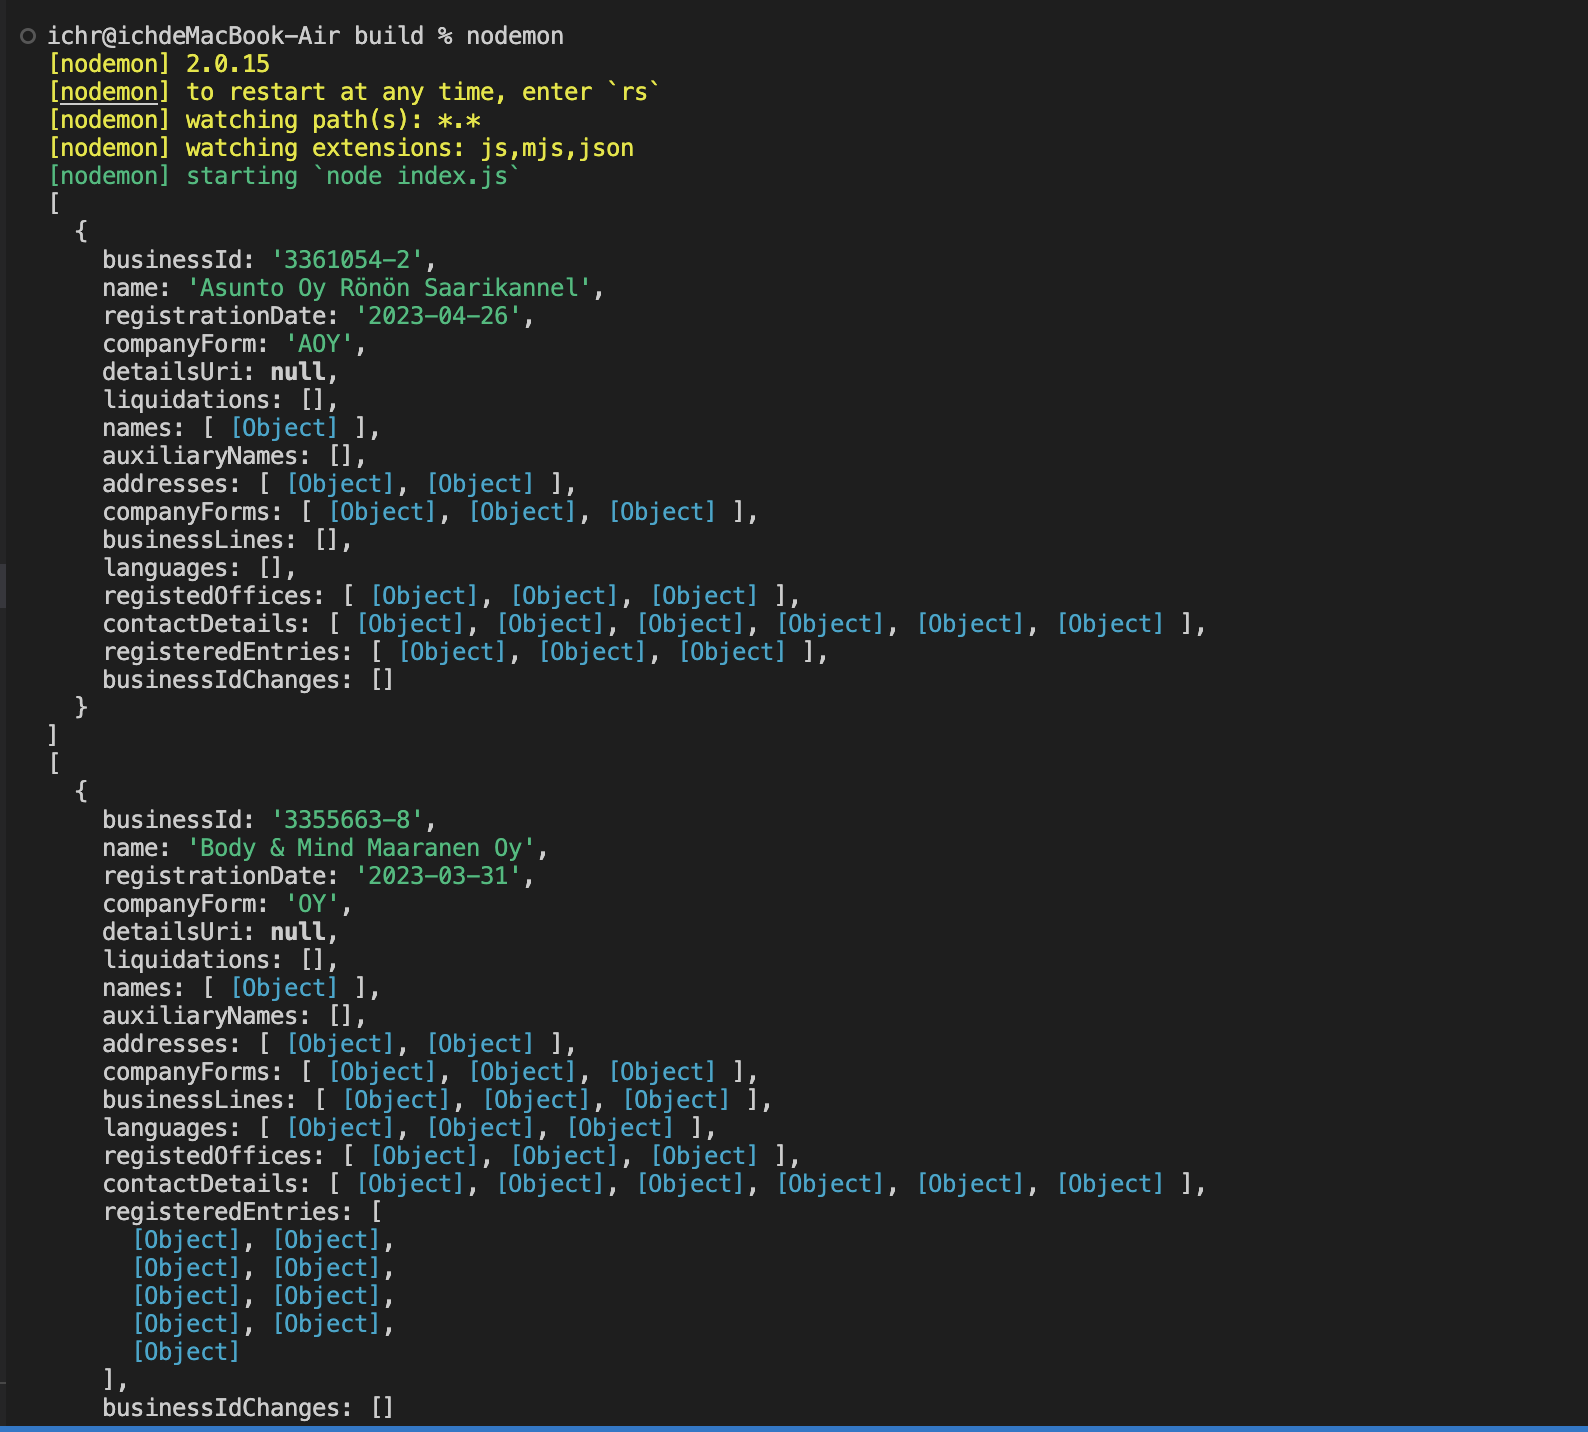 ichr@ichdeMacBook-Air build % nodemon
[nodemon] 2.0.15
[nodemon] to restart at any time, enter `rs`
[nodemon] watching path(s): *.*
[nodemon] watching extensions: js,mjs,json
[nodemon] starting `node index.js`
[
  {
    businessId: '3361054-2',
    name: 'Asunto Oy Rönön Saarikannel',
    registrationDate: '2023-04-26',
    companyForm: 'AOY',
    detailsUri: null,
    liquidations: [],
    names: [ [Object] ],
    auxiliaryNames: [],
    addresses: [ [Object], [Object] ],
    companyForms: [ [Object], [Object], [Object] ],
    businessLines: [],
    languages: [],
    registedOffices: [ [Object], [Object], [Object] ],
    contactDetails: [ [Object], [Object], [Object], [Object], [Object], [Object] ],
    registeredEntries: [ [Object], [Object], [Object] ],
    businessIdChanges: []
  }
]
[
  {
    businessId: '3355663-8',
    name: 'Body & Mind Maaranen Oy',
    registrationDate: '2023-03-31',
    companyForm: 'OY',
    detailsUri: null,
    liquidations: [],
    names: [ [Object] ],
    auxiliaryNames: [],
    addresses: [ [Object], [Object] ],
    companyForms: [ [Object], [Object], [Object] ],
    businessLines: [ [Object], [Object], [Object] ],
    languages: [ [Object], [Object], [Object] ],
    registedOffices: [ [Object], [Object], [Object] ],
    contactDetails: [ [Object], [Object], [Object], [Object], [Object], [Object] ],
    registeredEntries: [
      [Object], [Object],
      [Object], [Object],
      [Object], [Object],
      [Object], [Object],
      [Object]
    ],
    businessIdChanges: []